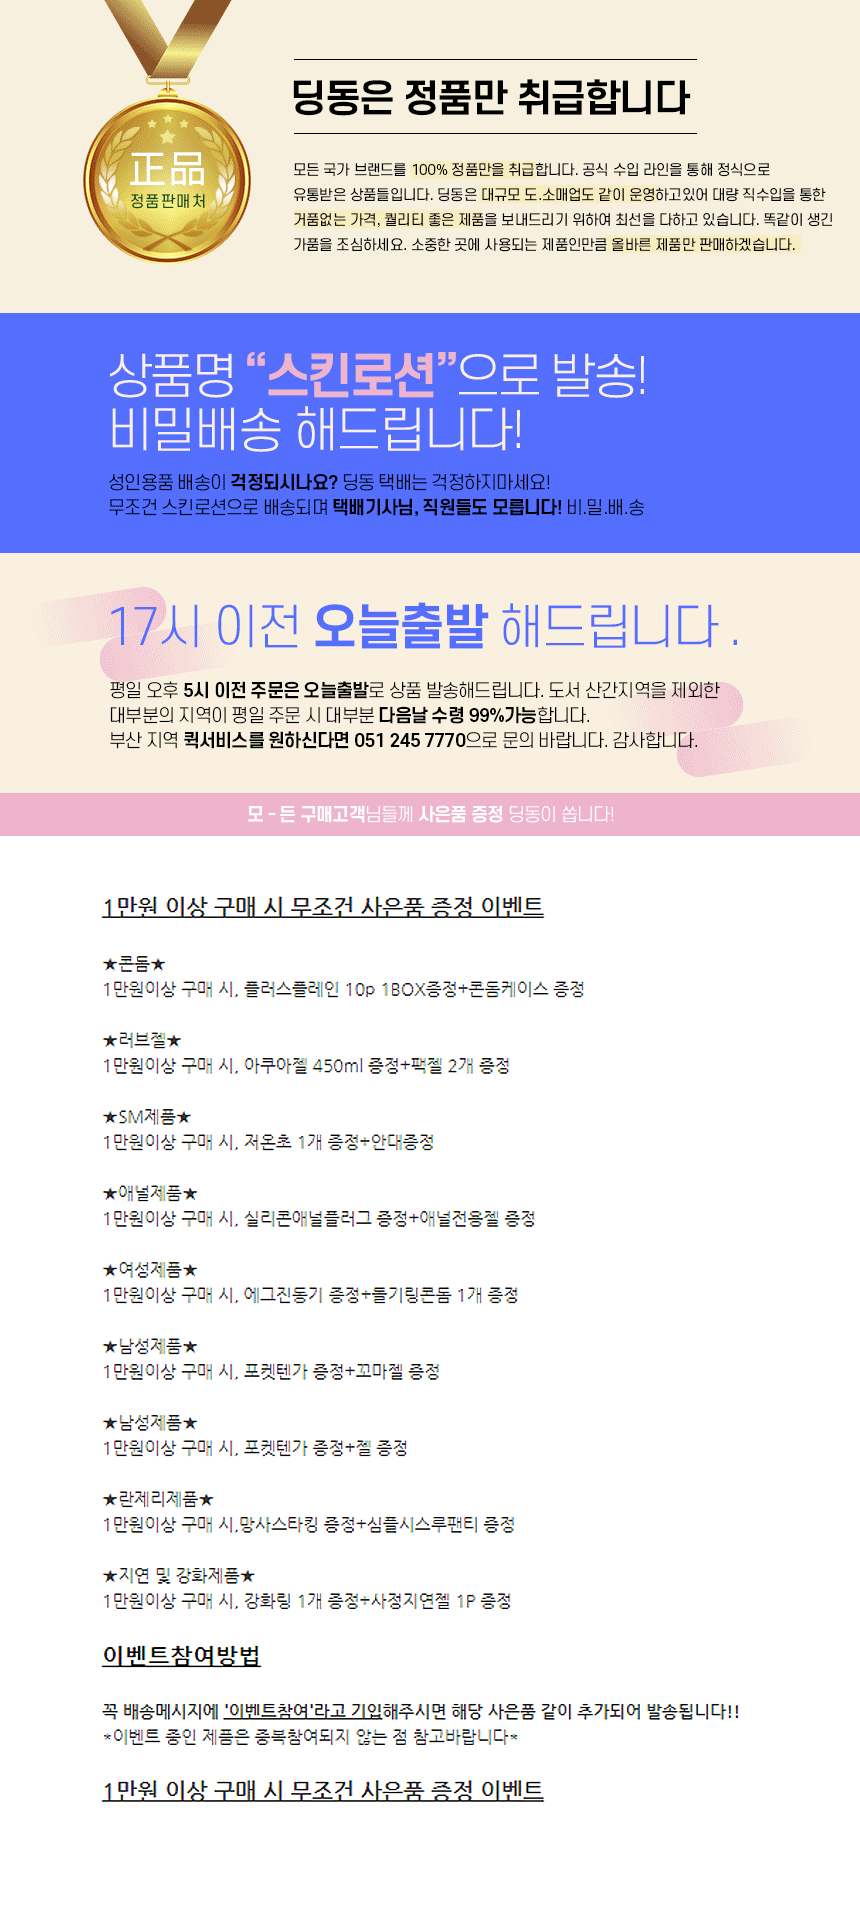 正品
정품판매처
딩동은 정품만 취급합니다
모든 국가 브랜드를 100% 정품만을 취급합니다. 공식 수입 라인을 통해 정식으로
유통받은 상품들입니다. 딩동은 대규모 도.소매업도 같이 운영하고있어 대량 직수입을 통한
거품없는 가격, 퀄리티 좋은 제품을 보내드리기 위하여 최선을 다하고 있습니다. 똑같이 생긴
가품을 조심하세요. 소중한 곳에 사용되는 제품인만큼 올바른 제품만 판매하겠습니다.
상품명 “스킨로션”으로 발송!
비밀배송 해드립니다!
성인용품 배송이 걱정되시나요? 딩동 택배는 걱정하지마세요!
무조건 스킨로션으로 배송되며 택배기사님, 직원들도 모릅니다! 비.밀.배.송
17시 이전 오늘출발 해드립니다 .
평일 오후 5시 이전 주문은 오늘출발로 상품 발송해드립니다. 도서 산간지역을 제외한
대부분의 지역이 평일 주문 시 대부분 다음날 수령 99%가능합니다.
부산 지역 퀵서비스를 원하신다면 051 245 7770으로 문의 바랍니다. 감사합니다.
모 - 든 구매고객님들께 사은품 증정 딩동이 쏩니다!
1만원 이상 구매 시 무조건 사은품 증정 이벤트
★콘돔★
1만원이상 구매 시, 플러스플레인 10p 1BOX증정+콘돔케이스 증정
★러브젤★
1만원이상 구매 시, 아쿠아젤 450ml 증정+팩젤 2개 증정
★SM제품★
1만원이상 구매 시, 저온초 1개 증정+안대증정
★애널제품★
1만원이상 구매 시, 실리콘애널플러그 증정+애널전용젤 증정
★여성제품★
1만원이상 구매 시, 에그진동기 증정+돌기링콘돔 1개 증정
★남성제품★
1만원이상 구매 시, 포켓텐가 증정+꼬마젤 증정
★남성제품★
1만원이상 구매 시, 포켓텐가 증정+젤 증정
★란제리제품★
1만원이상 구매 시,망사스타킹 증정+심플시스루팬티 증정
★지연 및 강화제품★
1만원이상 구매 시, 강화링 1개 증정+사정지연젤 1P 증정
이벤트참여방법
꼭 배송메시지에 '이벤트참여'라고 기입해주시면 해당 사은품 같이 추가되어 발송됩니다!!
*이벤트 중인 제품은 중복참여되지 않는 점 참고바랍니다*
1만원 이상 구매 시 무조건 사은품 증정 이벤트